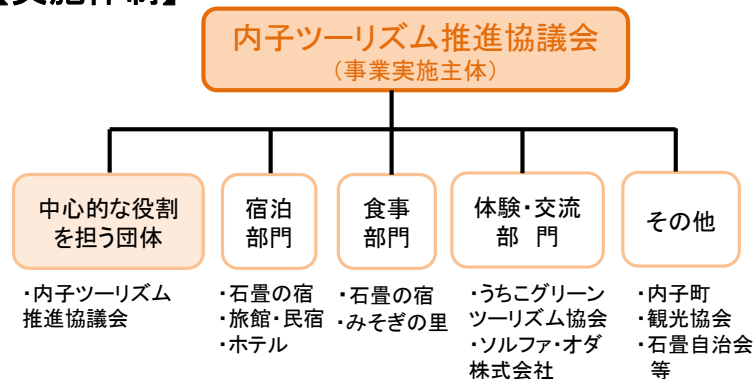 【実施体制】
内子ツーリズム推進協議会
（事業実施主体）
中心的な役割
を担う団体
・内子ツーリズム
推進協議会
宿泊
部門
・石畳の宿
・旅館・民宿
・ホテル
食事
部門
・石畳の宿
・みそぎの里
体験・交流
部　門
・うちこグリーン
ツーリズム協会
・ソルファ・オダ
株式会社
その他
・内子町
・観光協会
・石畳自治会
等